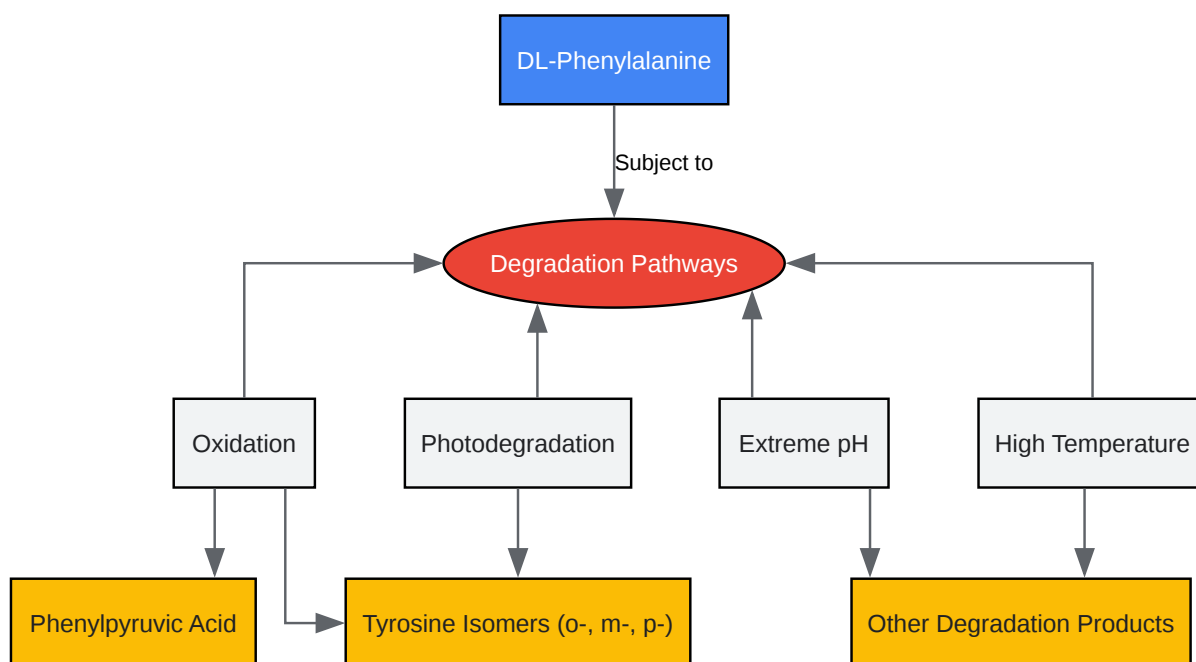 DL-Phenylalanine
Subject to
Degradation Pathways
Oxidation
Photodegradation
Extreme pH
High Temperature
Phenylpyruvic Acid
Tyrosine Isomers (o-, m-, p-)
Other Degradation Products